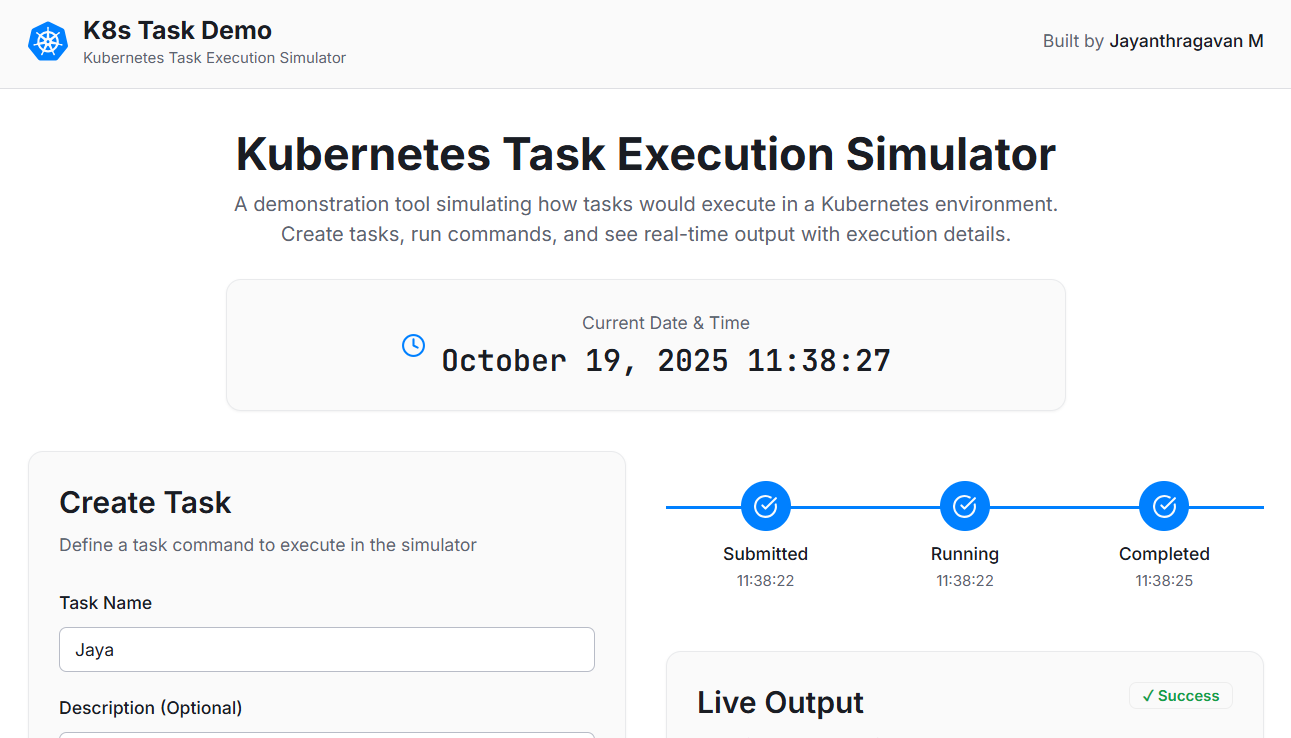 K8s Task Demo
Kubernetes Task Execution Simulator
Built by Jayanthragavan M
Kubernetes Task Execution Simulator
A demonstration tool simulating how tasks would execute in a Kubernetes environment.
Create tasks, run commands, and see real-time output with execution details.
Current Date & Time
October 19, 2025 11:38:27
Create Task
Define a task command to execute in the simulator
Task Name
Jaya
Description (Optional)
Submitted
11:38:22
Running
11:38:22
Completed
11:38:25
Live Output
✓ Success